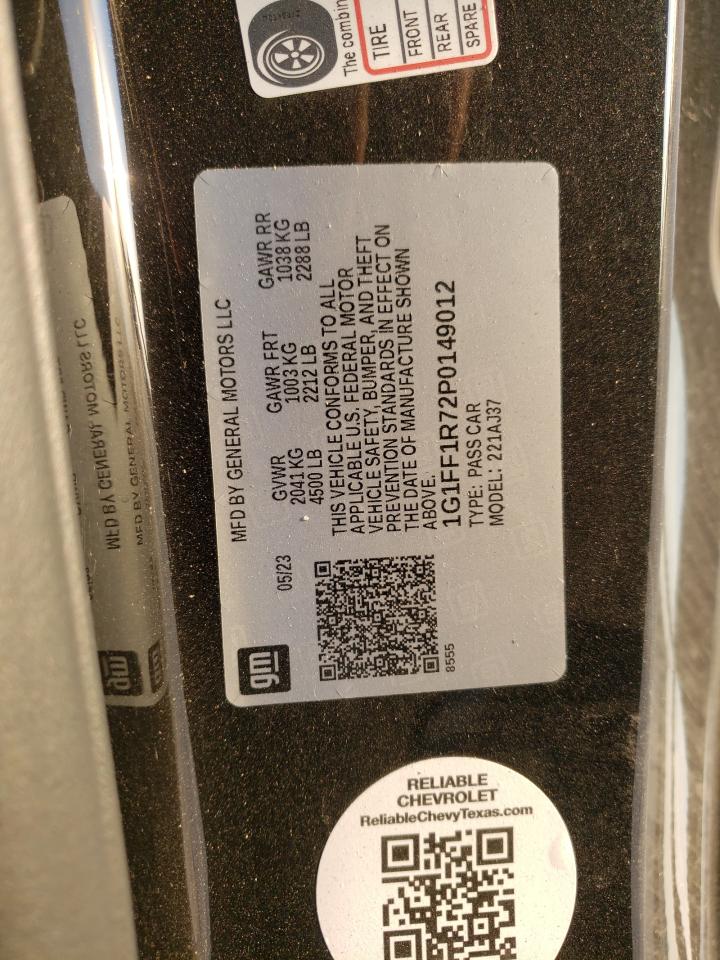 The combin
TIRE
FRONT
REAR
SPARE
gm
MFD BY GENERAL MOTORS LLC
05/23
GVWR GAWR FRT GAWR RR
2041 KG 1003 KG 1038 KG
4500 LB 2212 LB 2288 LB
THIS VEHICLE CONFORMS TO ALL
APPLICABLE U.S. FEDERAL MOTOR
VEHICLE SAFETY, BUMPER, AND THEFT
PREVENTION STANDARDS IN EFFECT ON
THE DATE OF MANUFACTURE SHOWN
ABOVE.
1G1FF1R72P0149012
TYPE: PASS CAR
MODEL: 221AJ37
8555
RELIABLE
CHEVROLET
ReliableChevyTexas.com